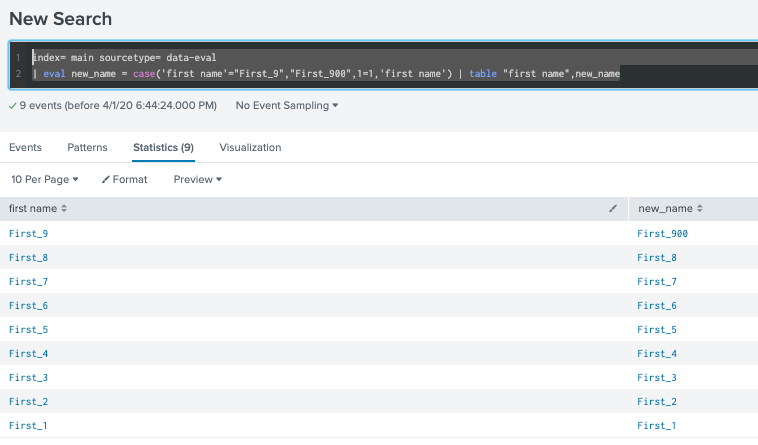 New Search
1 index= main sourcetype= data-eval
2 | eval new_name = case('first name'="First_9","First_900",1=1,'first name') | table "first name",new_name
✓ 9 events (before 4/1/20 6:44:24.000 PM) No Event Sampling ▾
Events Patterns Statistics (9) Visualization
10 Per Page ▾ Format Preview ▾
first name new_name
First_9 First_900
First_8 First_8
First_7 First_7
First_6 First_6
First_5 First_5
First_4 First_4
First_3 First_3
First_2 First_2
First_1 First_1